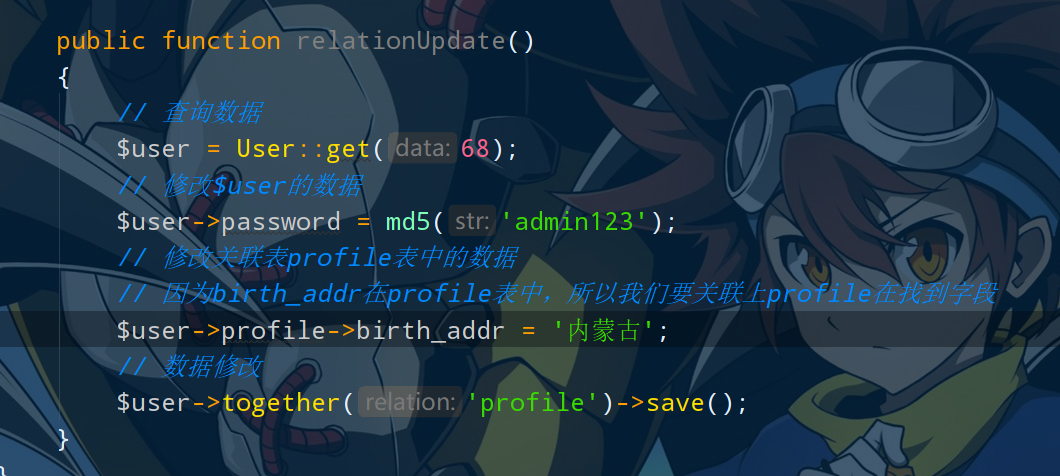 public function relationUpdate()
{
// 查询数据
$user = User::get( data: 68);
// 修改$user的数据
$user->password = md5( str: 'admin123');
// 修改关联表profile表中的数据
// 因为birth_addr在profile表中，所以我们要关联上profile在找到字段
$user->profile->birth_addr = '内蒙古';
// 数据修改
$user->together( relation: 'profile')->save();
}
}